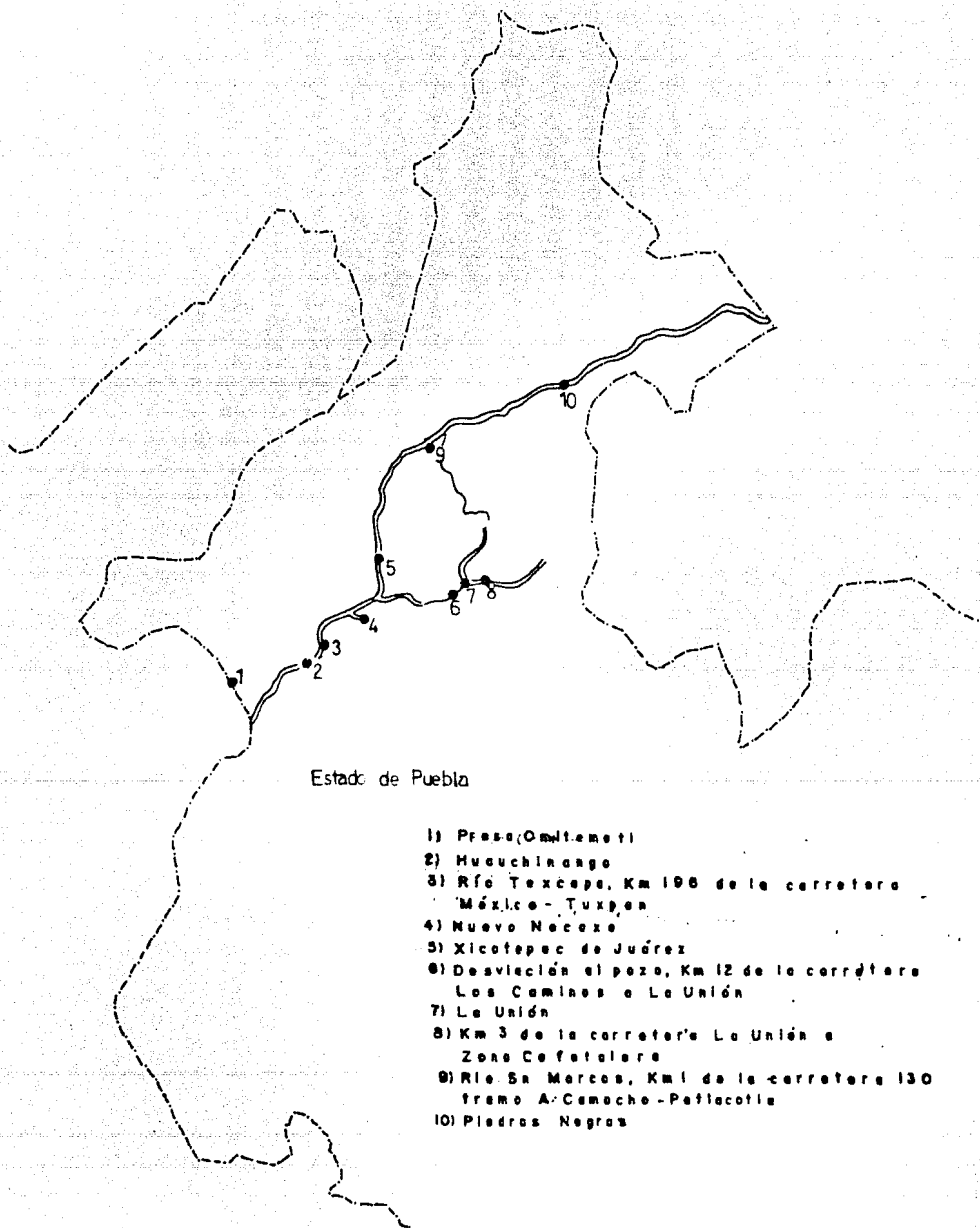 10
9
5
7
8
6
4
3
2
1
Estado de Puebla
1) Presa Omiltemetl
2) Huauchinango
3) Río Texcapa, Km 196 de la carretera
México - Tuxpan
4) Nuevo Necaxa
5) Xicotepec de Juárez
6) Desviación al pozo, Km 12 de la carretera
Los Caminos a La Unión
7) La Unión
8) Km 3 de la carretera La Unión a
Zona Cafetalera
9) Río Sn Marcos, Km 1 de la carretera 130
tramo A. Camacho - Patlacotla
10) Piedras Negras